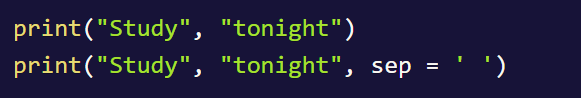 print("Study", "tonight")
print("Study", "tonight", sep = ' ')